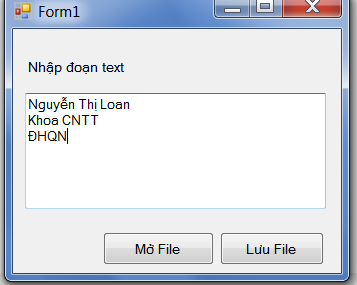 Form1
Nhập đoạn text
Nguyễn Thị Loan
Khoa CNTT
ĐHQN
Mở File
Lưu File